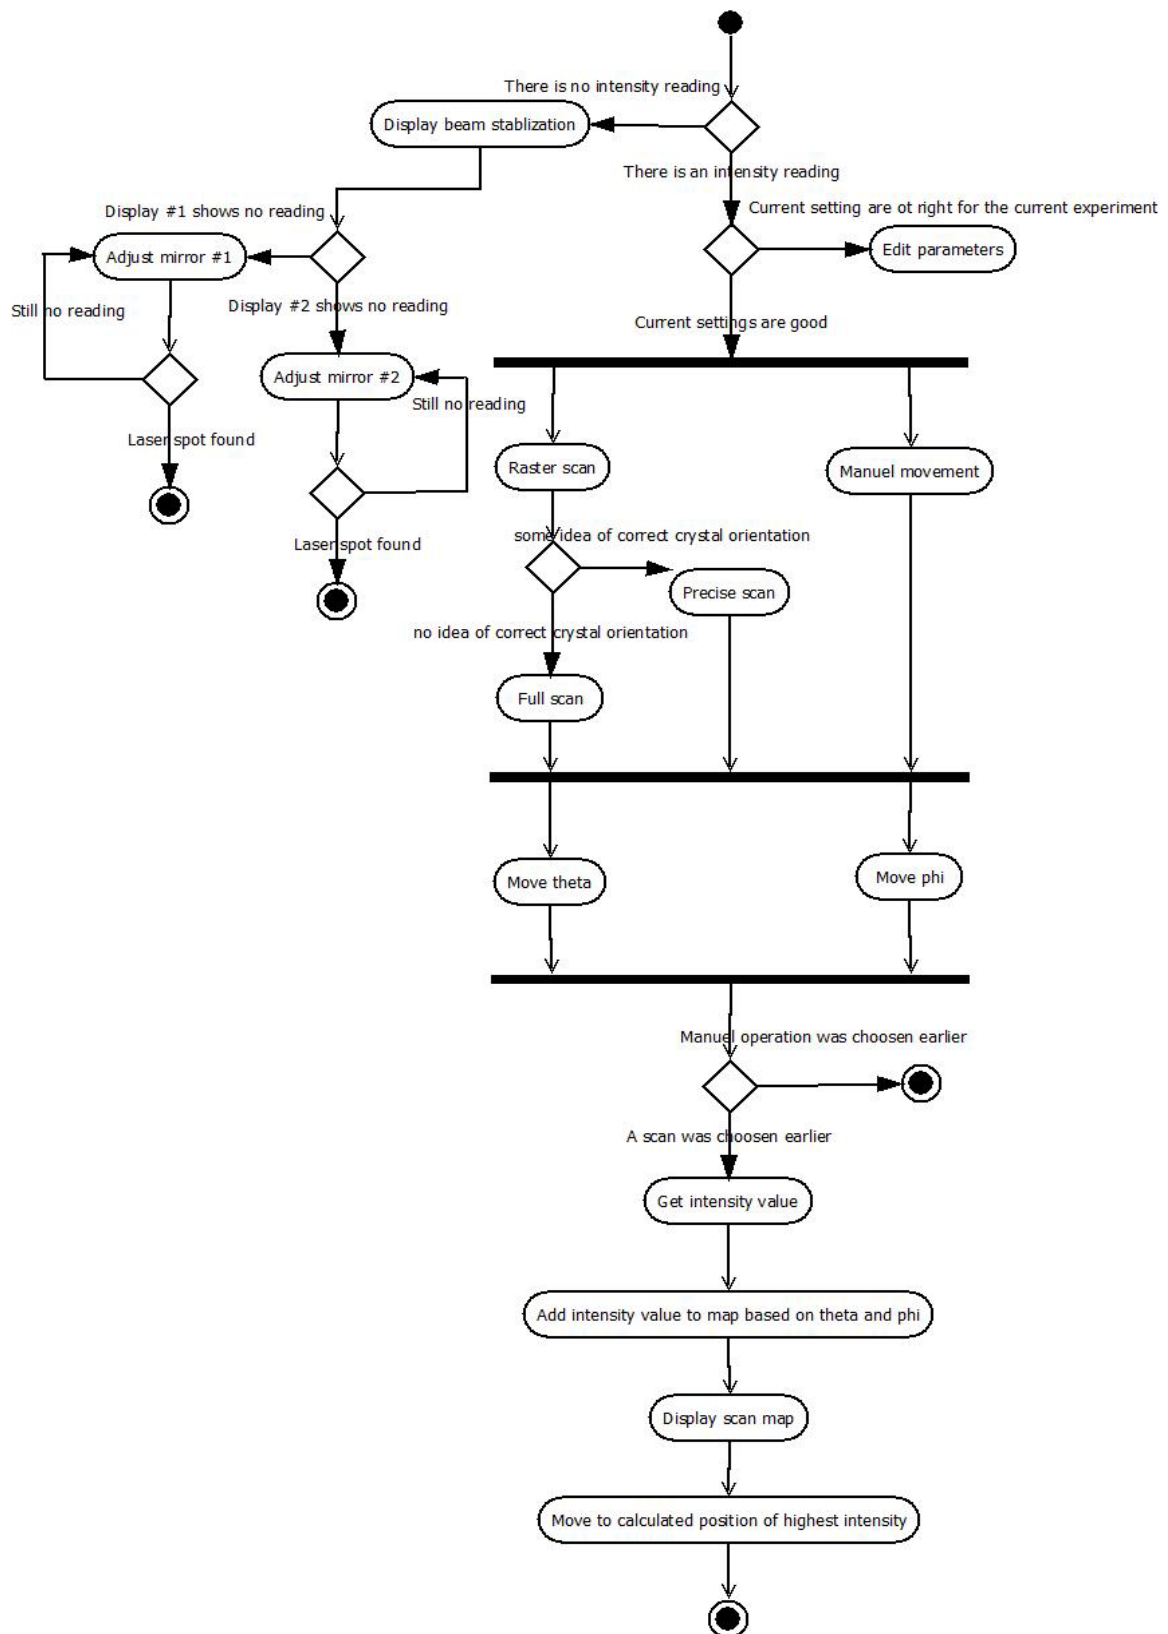 There is no intensity reading
Display beam stablization
There is an intensity reading
Display #1 shows no reading
Current setting are ot right for the current experiment
Adjust mirror #1
Edit parameters
Still no reading
Display #2 shows no reading
Current settings are good
Adjust mirror #2
Still no reading
Laser spot found
Raster scan
Manuel movement
some idea of correct crystal orientation
Laser spot found
Precise scan
no idea of correct crystal orientation
Full scan
Move theta
Move phi
Manuel operation was choosen earlier
A scan was choosen earlier
Get intensity value
Add intensity value to map based on theta and phi
Display scan map
Move to calculated position of highest intensity